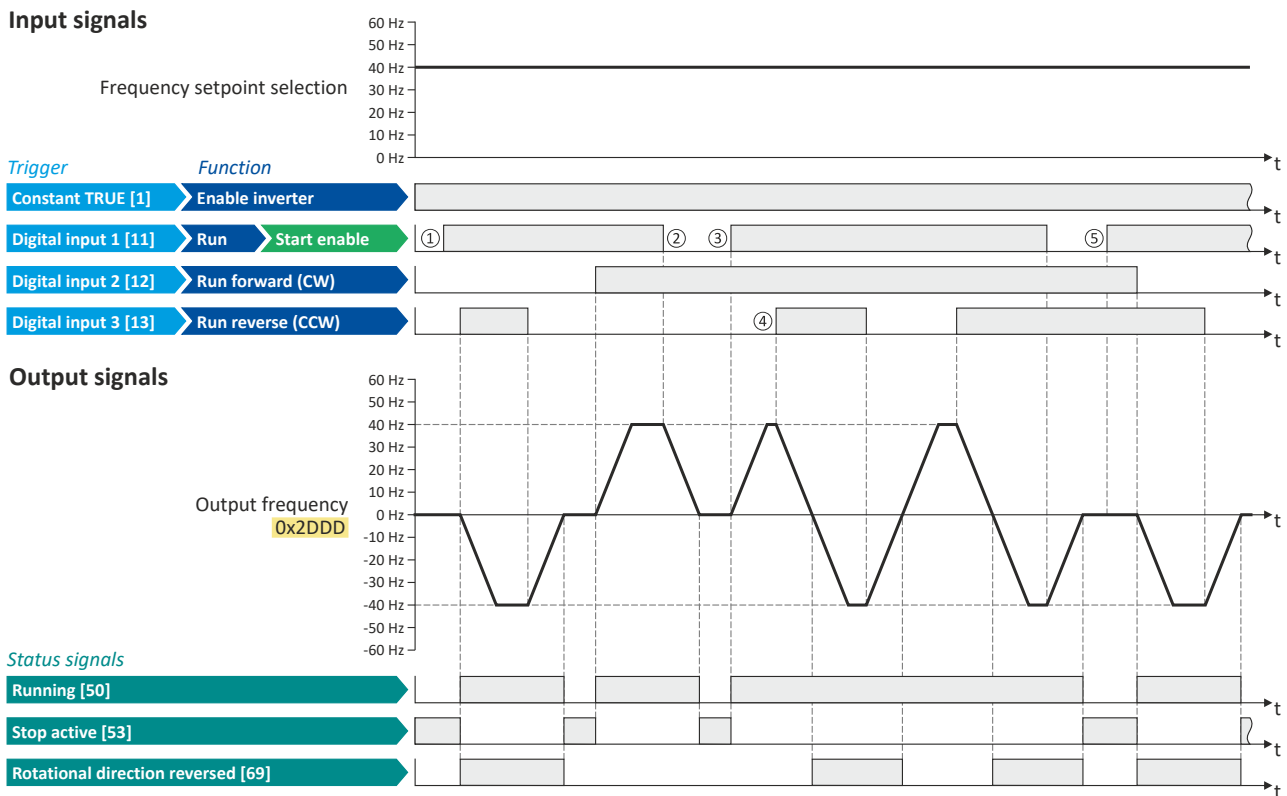 Input signals
60 Hz
50 Hz
40 Hz
Frequency setpoint selection
30 Hz
20 Hz
10 Hz
0 Hz
t
Trigger Function
Constant TRUE [1] Enable inverter
t
Digital input 1 [11] Run Start enable ① ② ③ ⑤
t
Digital input 2 [12] Run forward (CW)
t
Digital input 3 [13] Run reverse (CCW) ④
t
Output signals
60 Hz
50 Hz
40 Hz
30 Hz
20 Hz
10 Hz
Output frequency
0 Hz
t
0x2DDD
-10 Hz
-20 Hz
-30 Hz
-40 Hz
-50 Hz
-60 Hz
Status signals
Running [50]
t
Stop active [53]
t
Rotational direction reversed [69]
t